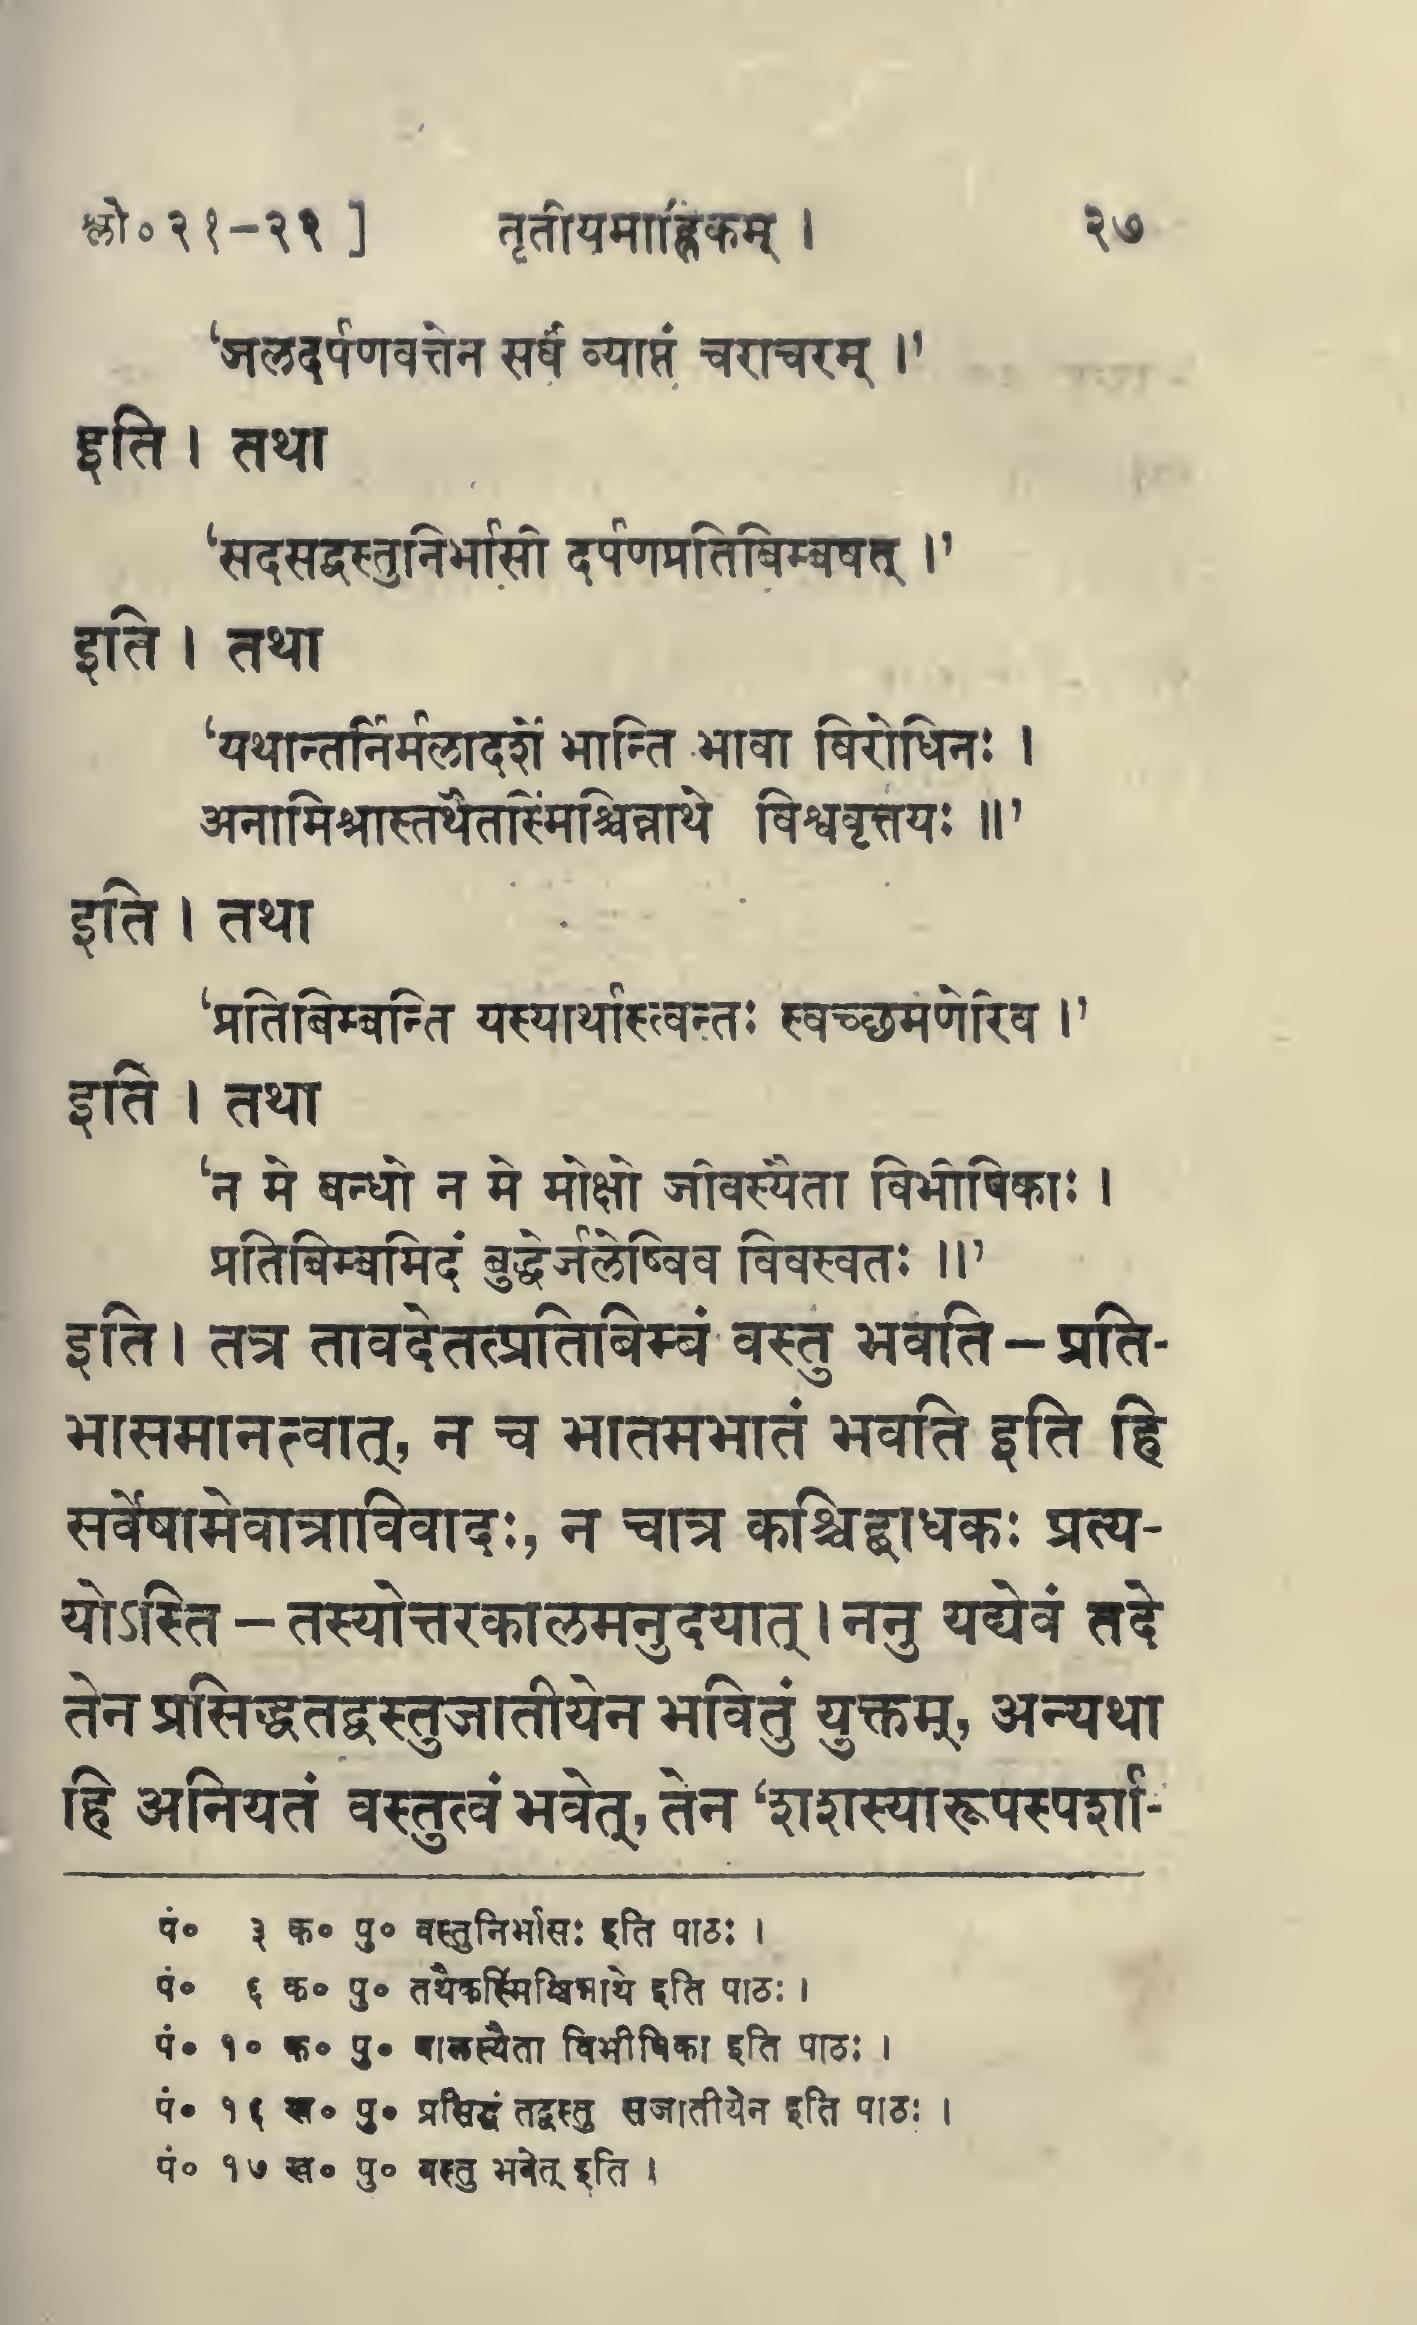 श्लो० २१-२२ ] तृतीयमाह्निकम् । २७
‘जलदर्पणवत्तेन सर्वं व्याप्तं चराचरम् ।’
इति । तथा
‘सदसद्वस्तुनिर्भासी दर्पणप्रतिबिम्बवत् ।’
इति । तथा
‘यथान्तर्निर्मलादर्शे भान्ति भावा विरोधिनः ।
अनामिश्रास्तथैतस्मिंश्चिन्नाथे विश्ववृत्तयः ॥’
इति । तथा
‘प्रतिबिम्बन्ति यस्यार्थास्त्वन्तः स्वच्छमणेरिव ।’
इति । तथा
‘न मे बन्धो न मे मोक्षो जीवस्यैता विभीषिकाः ।
प्रतिबिम्बमिदं बुद्धेर्जलेष्विव विवस्वतः ॥’
इति । तत्र तावदेतत्प्रतिबिम्बं वस्तु भवति – प्रति-
भासमानत्वात्, न च भातमभातं भवति इति हि
सर्वेषामेवात्राविवादः, न चात्र कश्चिद्बाधकः प्रत्य-
योऽस्ति – तस्योत्तरकालमनुदयात् । ननु यद्येवं तदे
तेन प्रसिद्धतद्वस्तुजातीयेन भवितुं युक्तम्, अन्यथा
हि अनियतं वस्तुत्वं भवेत्, तेन ‘शशस्यारूपस्पर्शा-
पं० ३ क० पु० वस्तुनिर्भासः इति पाठः ।
पं० ६ क० पु० तथैकस्मिंश्चिन्नाथे इति पाठः ।
पं० १० क० पु० बालस्यैता विभीषिका इति पाठः ।
पं० १६ ख० पु० प्रसिद्धं तद्वस्तु सजातीयेन इति पाठः ।
पं० १७ ख० पु० वस्तु भवेत् इति ।